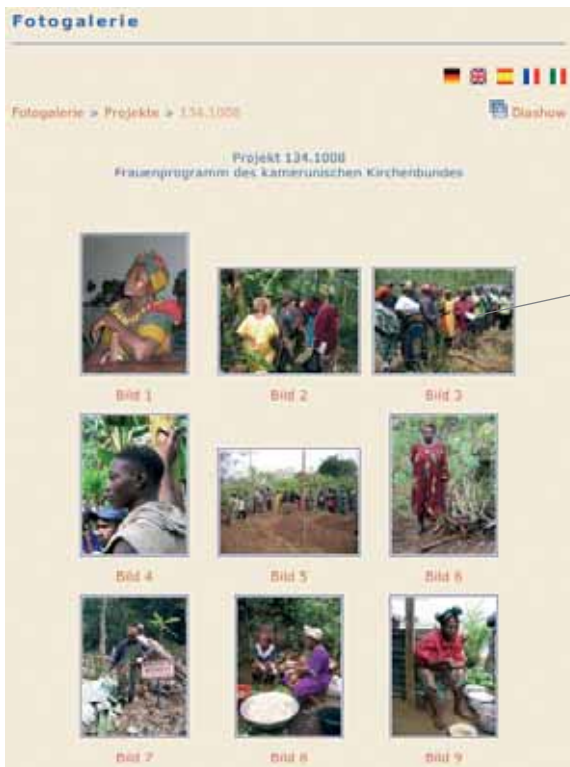 Fotogalerie
Fotogalerie » Projekte » 134.1008
Diashow
Projekt 134.1008
Frauenprogramm des kamerunischen Kirchenbundes
Bild 1
Bild 2
Bild 3
Bild 4
Bild 5
Bild 6
Bild 7
Bild 8
Bild 9